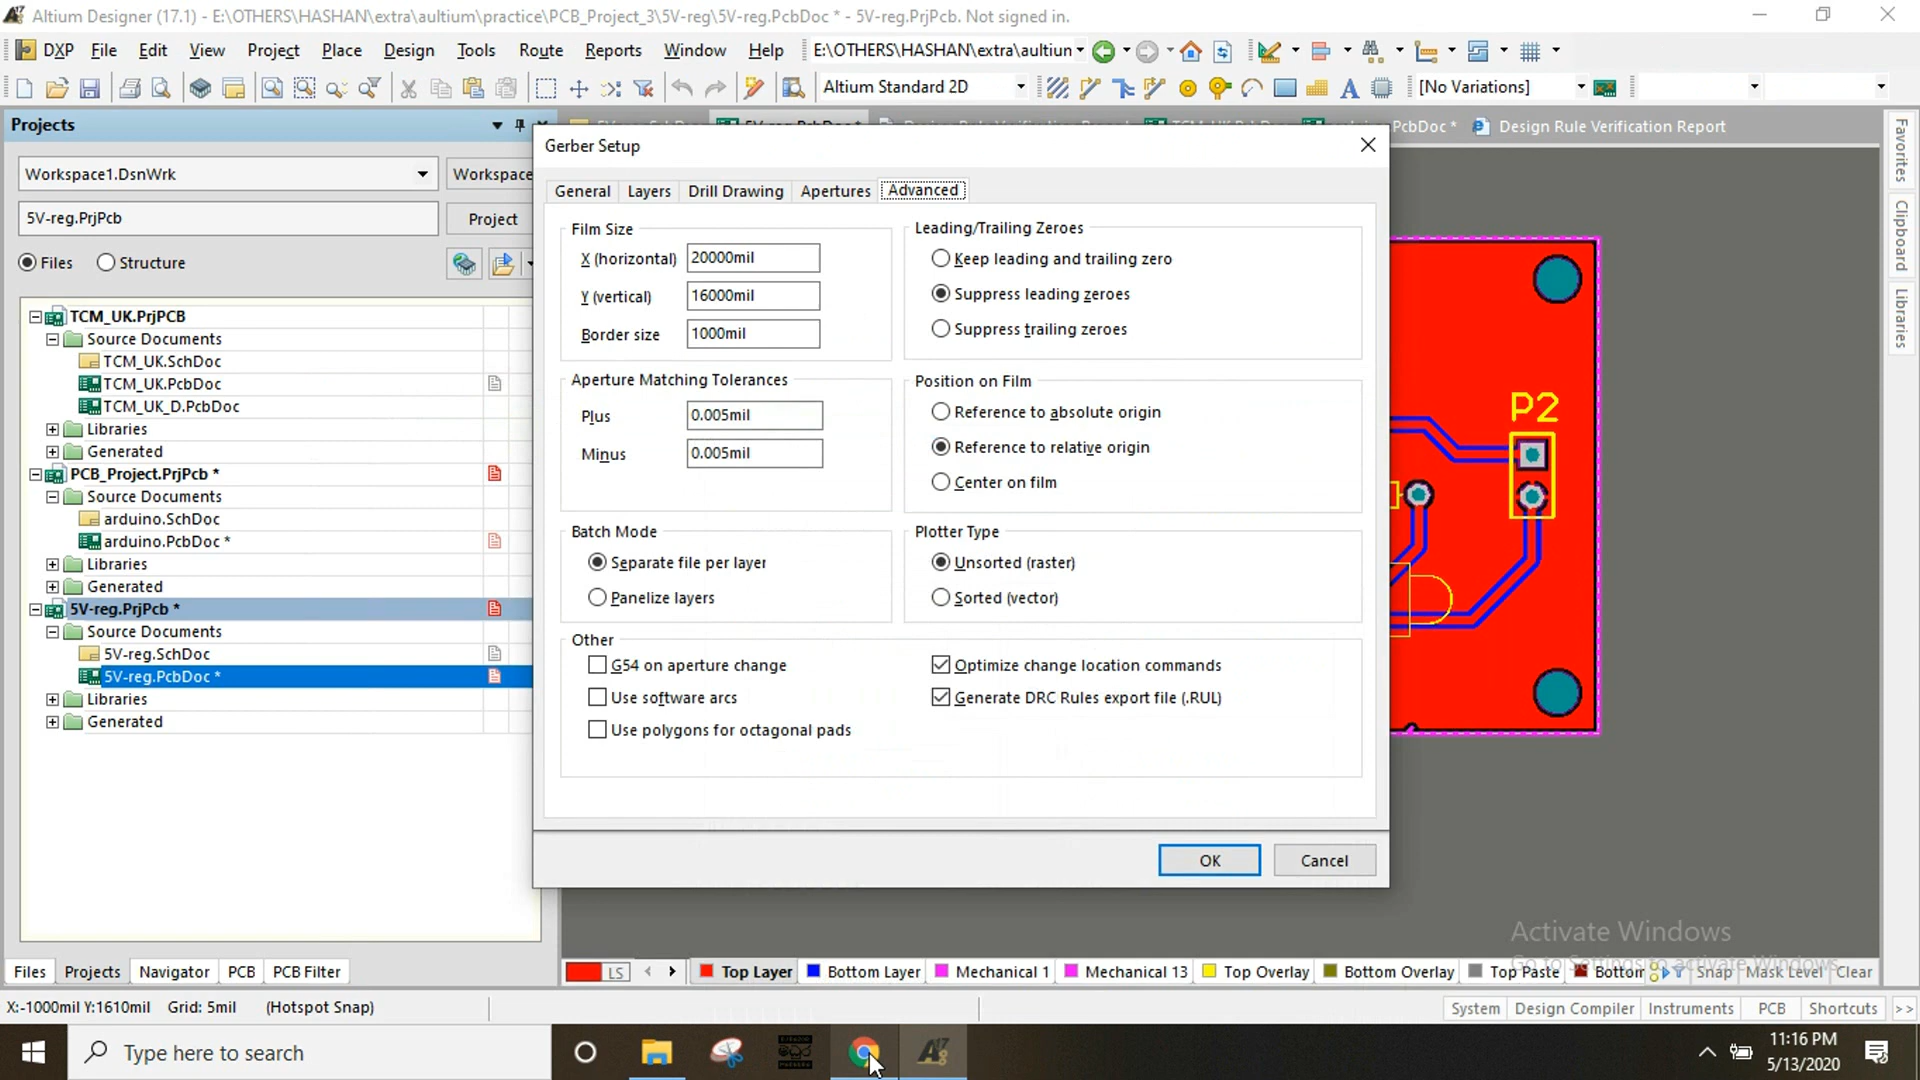 Altium Designer (17.1) - E:\OTHERS\HASHAN\extra\aultium\practice\PCB_Project_3\5V-reg\5V-reg.PcbDoc * - 5V-reg.PrjPcb. Not signed in.
DXP File Edit View Project Place Design Tools Route Reports Window Help E:\OTHERS\HASHAN\extra\aultiun
Altium Standard 2D [No Variations]
Projects
PcbDoc * Design Rule Verification Report
Gerber Setup
Workspace1.DsnWrk Workspace
5V-reg.PrjPcb Project
Files Structure
TCM_UK.PrjPCB
Source Documents
TCM_UK.SchDoc
TCM_UK.PcbDoc
TCM_UK_D.PcbDoc
Libraries
Generated
PCB_Project.PrjPcb *
Source Documents
arduino.SchDoc
arduino.PcbDoc *
Libraries
Generated
5V-reg.PrjPcb *
Source Documents
5V-reg.SchDoc
5V-reg.PcbDoc *
Libraries
Generated
General Layers Drill Drawing Apertures Advanced
Film Size
X (horizontal) 20000mil
Y (vertical) 16000mil
Border size 1000mil
Leading/Trailing Zeroes
Keep leading and trailing zero
Suppress leading zeroes
Suppress trailing zeroes
Aperture Matching Tolerances
Plus 0.005mil
Minus 0.005mil
Position on Film
Reference to absolute origin
Reference to relative origin
Center on film
Batch Mode
Separate file per layer
Panelize layers
Plotter Type
Unsorted (raster)
Sorted (vector)
Other
G54 on aperture change
Use software arcs
Use polygons for octagonal pads
Optimize change location commands
Generate DRC Rules export file (.RUL)
OK Cancel
P2
Favorites
Clipboard
Libraries
Activate Windows
Go to Settings to activate Windows.
Files Projects Navigator PCB PCB Filter
LS Top Layer Bottom Layer Mechanical 1 Mechanical 13 Top Overlay Bottom Overlay Top Paste Bottom Snap Mask Level Clear
X:-1000mil Y:1610mil Grid: 5mil (Hotspot Snap)
System Design Compiler Instruments PCB Shortcuts >>
Type here to search
11:16 PM
5/13/2020